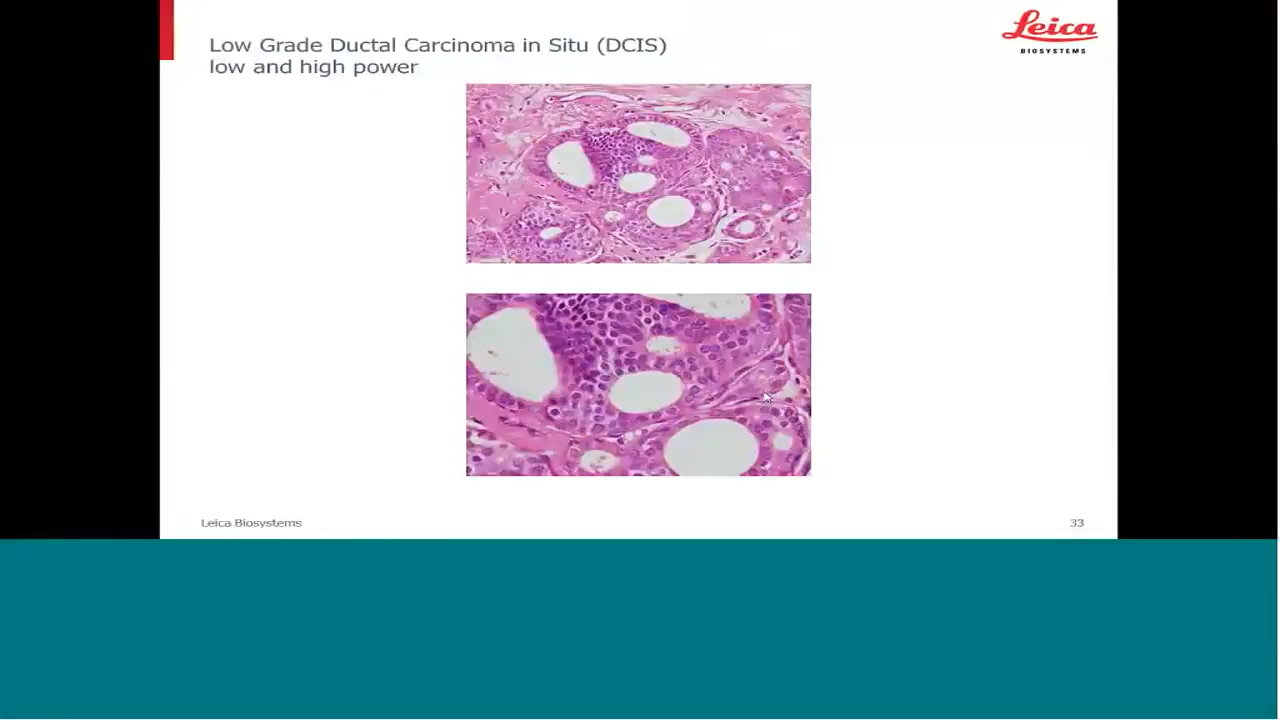 Low Grade Ductal Carcinoma in Situ (DCIS)
low and high power
Leica
BIOSYSTEMS
Leica Biosystems
33